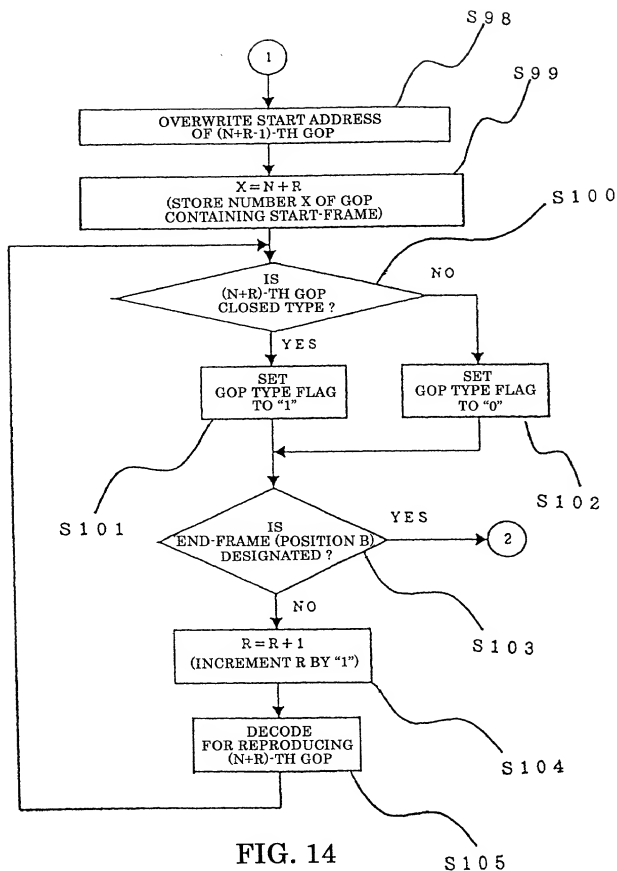 S98
1
S99
OVERWRITE START ADDRESS
OF (N+R-1)-TH GOP
X=N+R
(STORE NUMBER X OF GOP
CONTAINING START-FRAME)
S100
IS
(N+R)-TH GOP
CLOSED TYPE ?
NO
YES
SET
GOP TYPE FLAG
TO “1”
SET
GOP TYPE FLAG
TO “0”
S101
S102
IS
END-FRAME (POSITION B)
DESIGNATED ?
YES
2
NO
S103
R=R+1
(INCREMENT R BY “1”)
S104
DECODE
FOR REPRODUCING
(N+R)-TH GOP
S105
FIG. 14